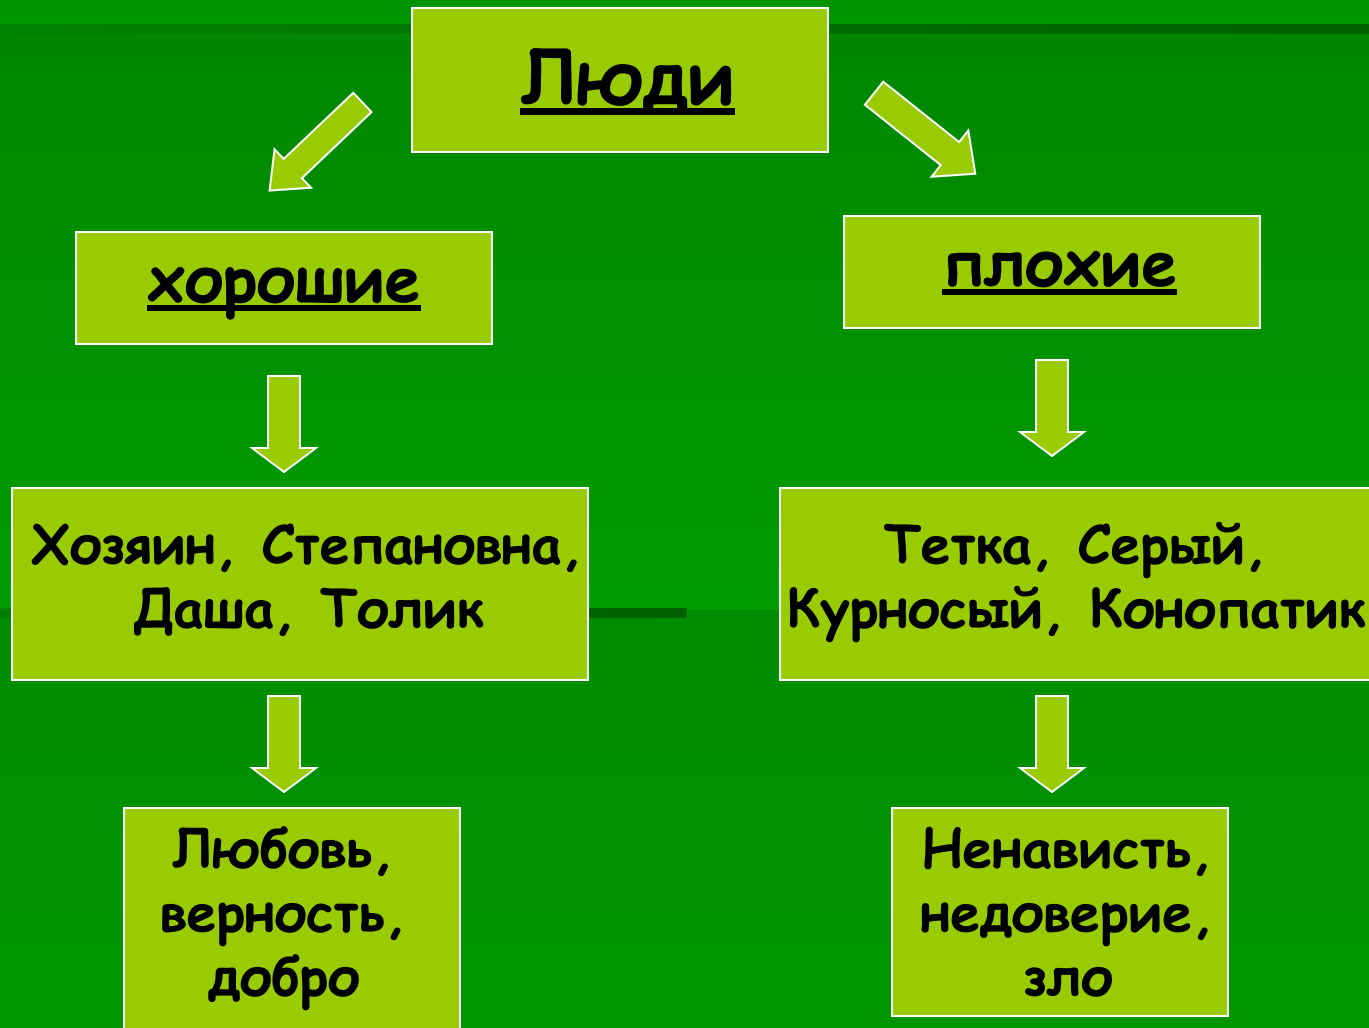 Люди
хорошие
плохие
Хозяин, Степановна,
Даша, Толик
Тетка, Серый,
Курносый, Конопатик
Любовь,
верность,
добро
Ненависть,
недоверие,
зло